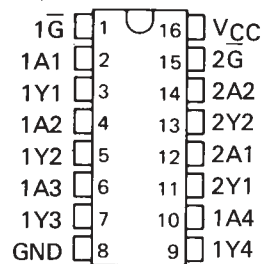 1G̅ 1 16 VCC
1A1 2 15 2G̅
1Y1 3 14 2A2
1A2 4 13 2Y2
1Y2 5 12 2A1
1A3 6 11 2Y1
1Y3 7 10 1A4
GND 8 9 1Y4